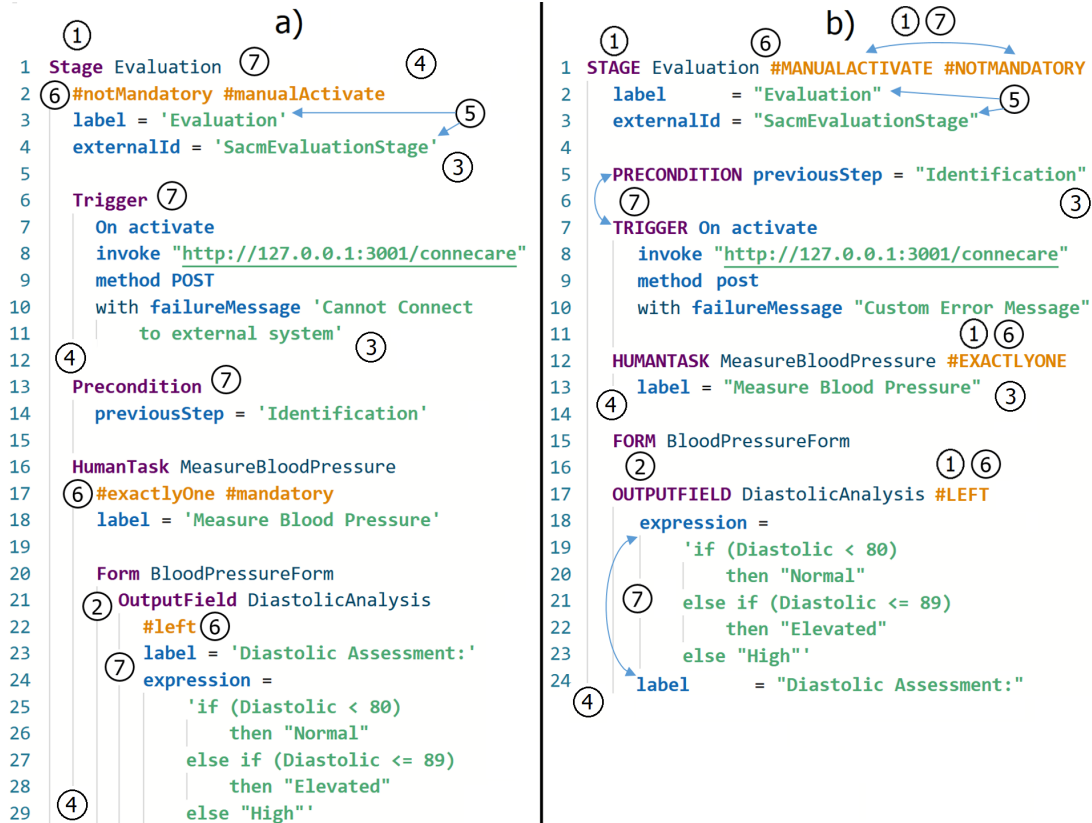 a)
①
1 Stage Evaluation ⑦ ④
2 ⑥ #notMandatory #manualActivate
3 label = 'Evaluation' ⑤
4 externalId = 'SacmEvaluationStage'
5 ③
6 Trigger ⑦
7 On activate
8 invoke "http://127.0.0.1:3001/connecare"
9 method POST
10 with failureMessage 'Cannot Connect
11 to external system' ③
12 ④
13 Precondition ⑦
14 previousStep = 'Identification'
15
16 HumanTask MeasureBloodPressure
17 ⑥ #exactlyOne #mandatory
18 label = 'Measure Blood Pressure'
19
20 Form BloodPressureForm
21 ② OutputField DiastolicAnalysis
22 #left ⑥
23 ⑦ label = 'Diastolic Assessment:'
24 expression =
25 'if (Diastolic < 80)
26 then "Normal"
27 else if (Diastolic <= 89)
28 then "Elevated"
29 ④ else "High"'
b)
① ⑥ ① ⑦
1 STAGE Evaluation #MANUALACTIVATE #NOTMANDATORY
2 label = "Evaluation" ⑤
3 externalId = "SacmEvaluationStage"
4
5 PRECONDITION previousStep = "Identification"
6 ⑦ ③
7 TRIGGER On activate
8 invoke "http://127.0.0.1:3001/connecare"
9 method post
10 with failureMessage "Custom Error Message"
11 ① ⑥
12 HUMANTASK MeasureBloodPressure #EXACTLYONE
13 label = "Measure Blood Pressure" ③
14 ④
15 FORM BloodPressureForm
16 ② ① ⑥
17 OUTPUTFIELD DiastolicAnalysis #LEFT
18 expression =
19 'if (Diastolic < 80)
20 then "Normal"
21 ⑦ else if (Diastolic <= 89)
22 then "Elevated"
23 else "High"'
24 ④ label = "Diastolic Assessment:"